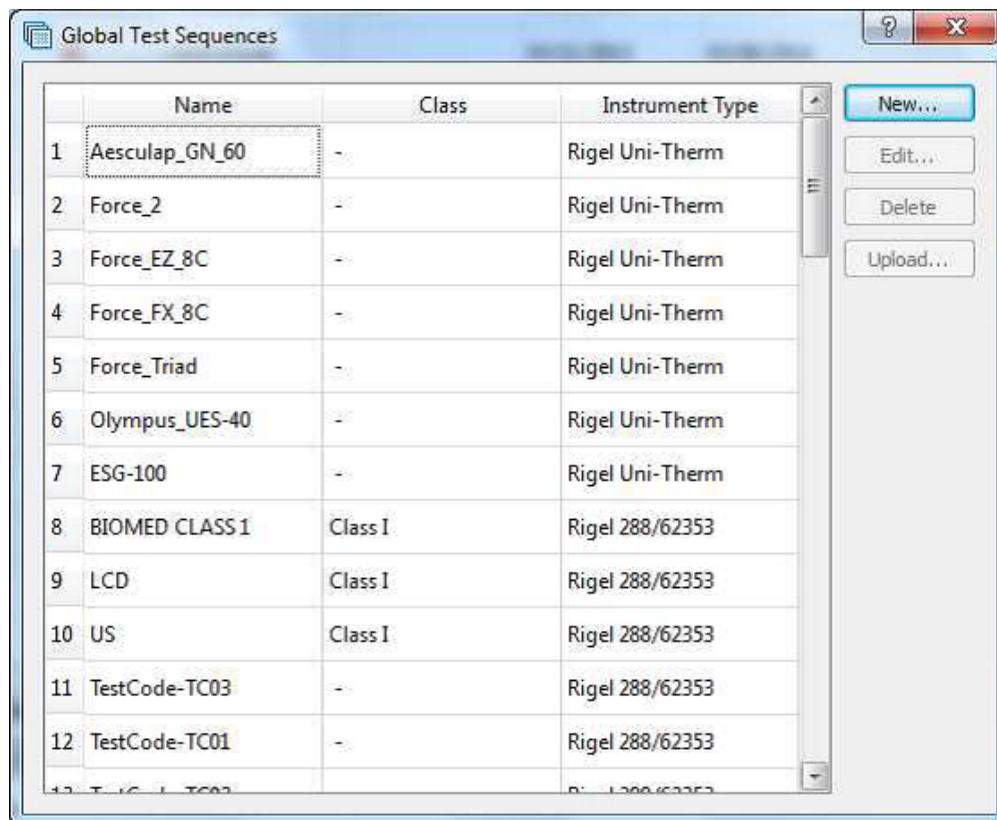 Global Test Sequences
Name Class Instrument Type
1 Aesculap_GN_60 - Rigel Uni-Therm
2 Force_2 - Rigel Uni-Therm
3 Force_EZ_8C - Rigel Uni-Therm
4 Force_FX_8C - Rigel Uni-Therm
5 Force_Triad - Rigel Uni-Therm
6 Olympus_UES-40 - Rigel Uni-Therm
7 ESG-100 - Rigel Uni-Therm
8 BIOMED CLASS 1 Class I Rigel 288/62353
9 LCD Class I Rigel 288/62353
10 US Class I Rigel 288/62353
11 TestCode-TC03 - Rigel 288/62353
12 TestCode-TC01 - Rigel 288/62353
New...
Edit...
Delete
Upload...